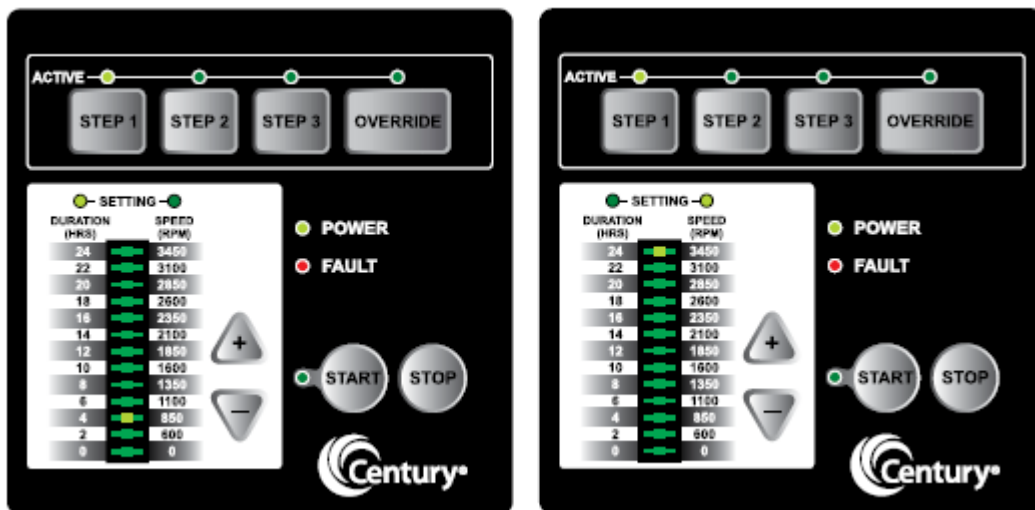 ACTIVE
STEP 1 STEP 2 STEP 3 OVERRIDE
SETTING
DURATION (HRS) SPEED (RPM)
24 3450
22 3100
20 2850
18 2600
16 2350
14 2100
12 1850
10 1600
8 1350
6 1100
4 850
2 600
0 0
POWER
FAULT
+
−
START STOP
Century
ACTIVE
STEP 1 STEP 2 STEP 3 OVERRIDE
SETTING
DURATION (HRS) SPEED (RPM)
24 3450
22 3100
20 2850
18 2600
16 2350
14 2100
12 1850
10 1600
8 1350
6 1100
4 850
2 600
0 0
POWER
FAULT
+
−
START STOP
Century